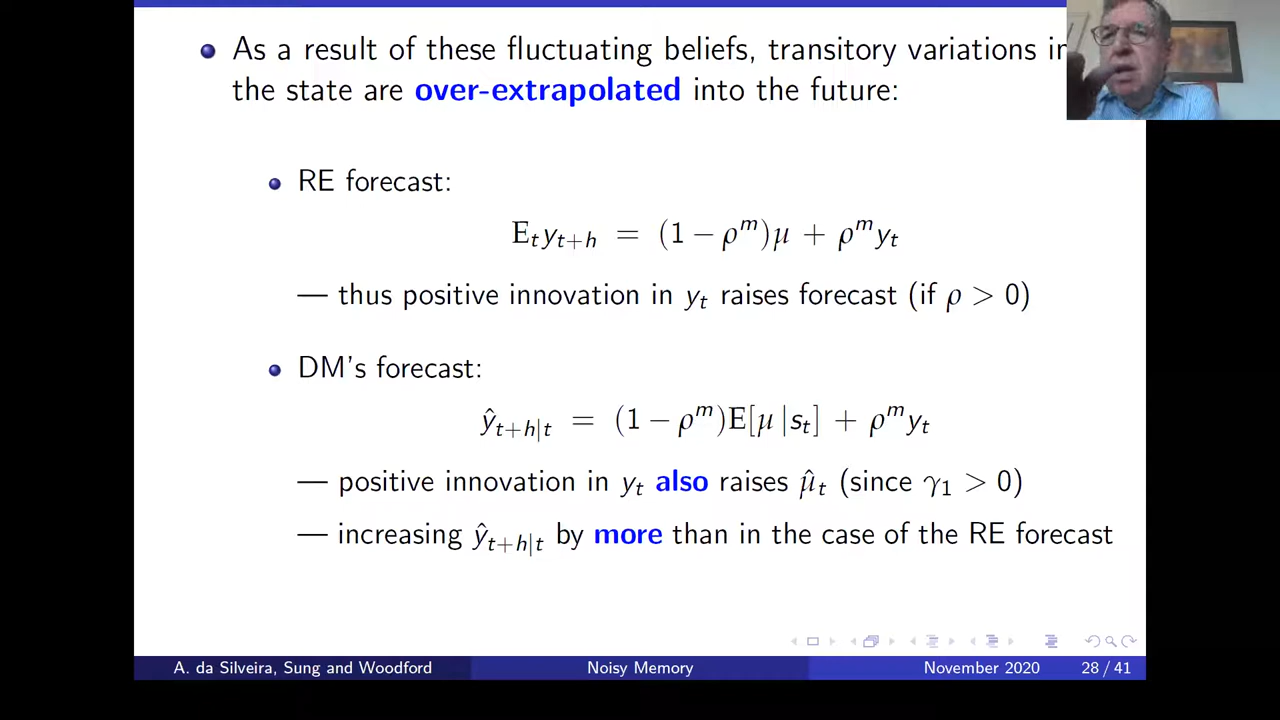 As a result of these fluctuating beliefs, transitory variations in
the state are over-extrapolated into the future:
RE forecast:
E_t y_{t+h} = (1 − ρ^m)μ + ρ^m y_t
— thus positive innovation in y_t raises forecast (if ρ > 0)
DM's forecast:
ŷ_{t+h|t} = (1 − ρ^m)E[μ|s_t] + ρ^m y_t
— positive innovation in y_t also raises μ̂_t (since γ_1 > 0)
— increasing ŷ_{t+h|t} by more than in the case of the RE forecast
A. da Silveira, Sung and Woodford Noisy Memory November 2020 28 / 41